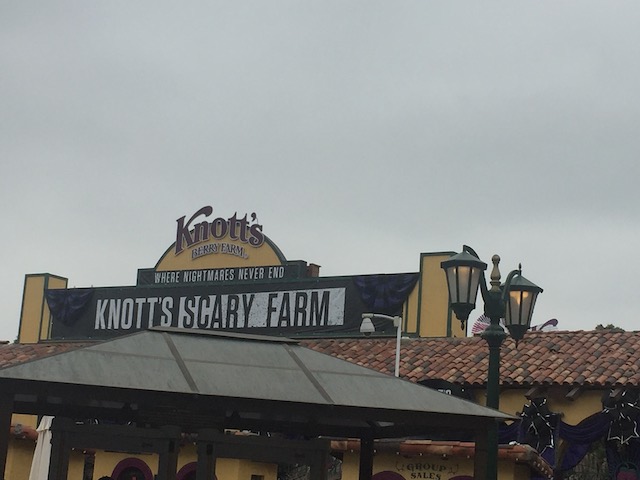 Knott's
BERRY FARM
WHERE NIGHTMARES NEVER END
KNOTT'S SCARY FARM
GROUP
SALES